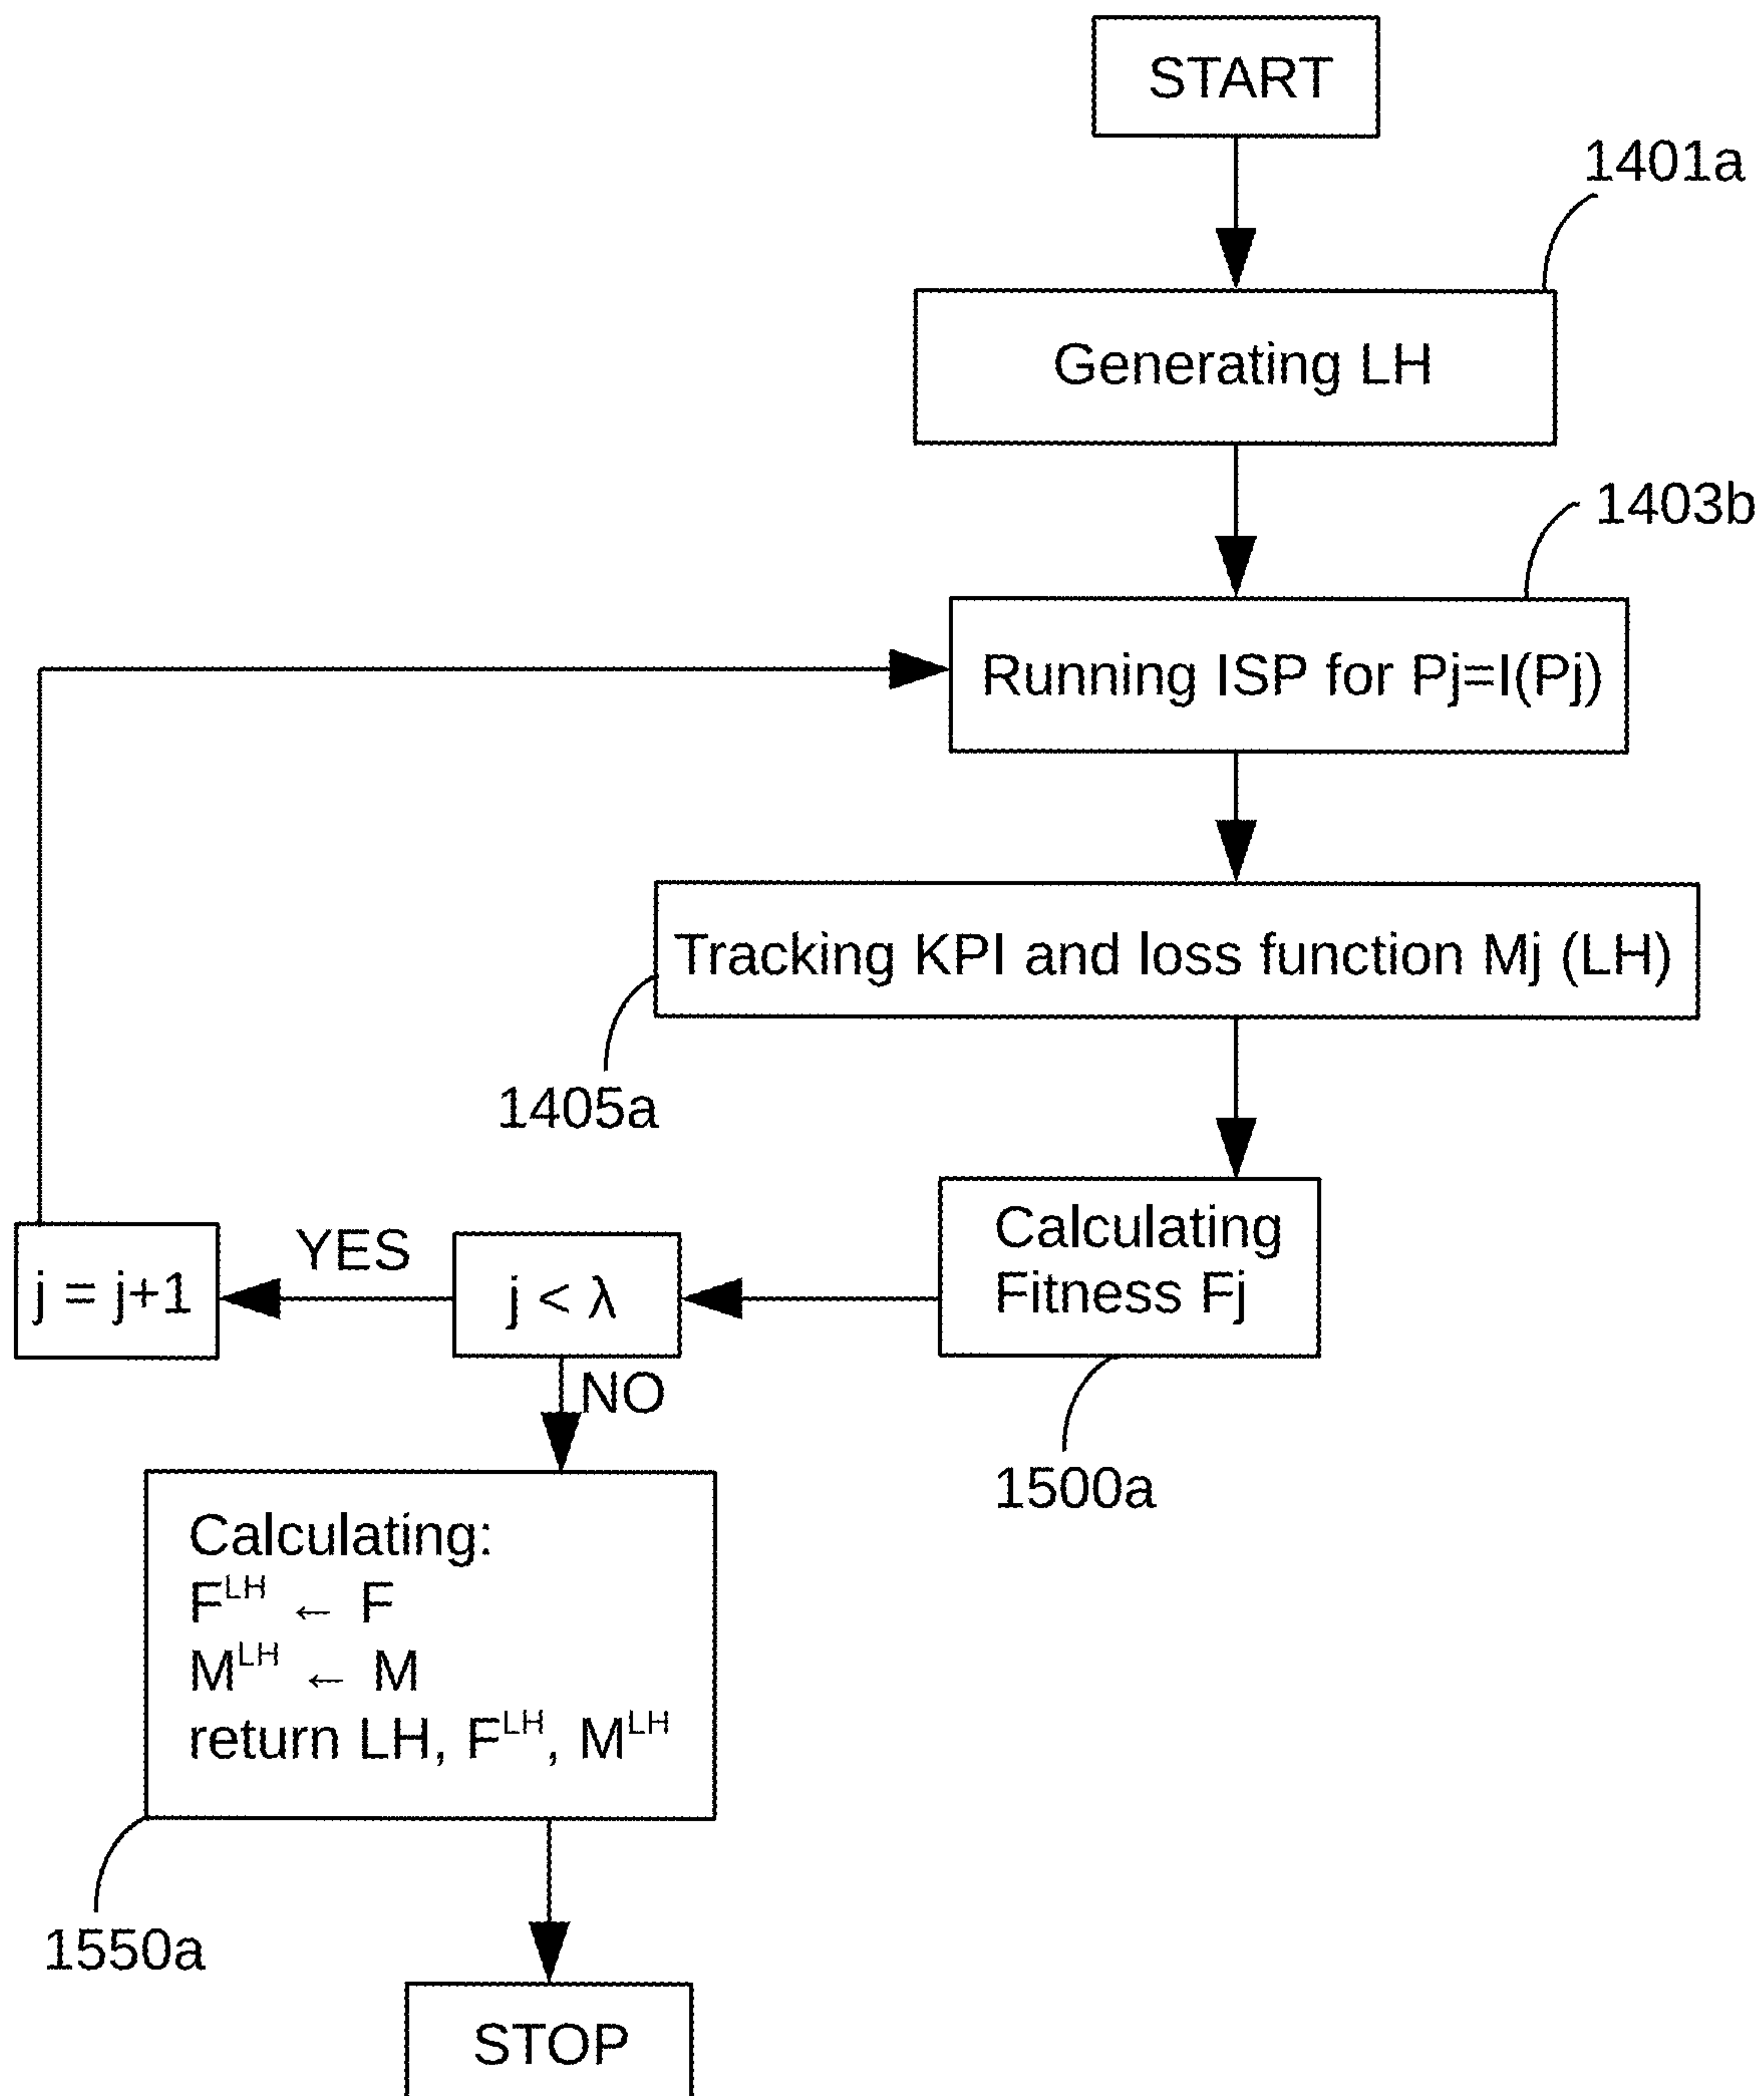 START
1401a
Generating LH
1403b
Running ISP for Pj=I(Pj)
Tracking KPI and loss function Mj (LH)
1405a
Calculating
Fitness Fj
1500a
j < λ
YES
j = j+1
NO
Calculating:
F^LH ← F
M^LH ← M
return LH, F^LH, M^LH
1550a
STOP